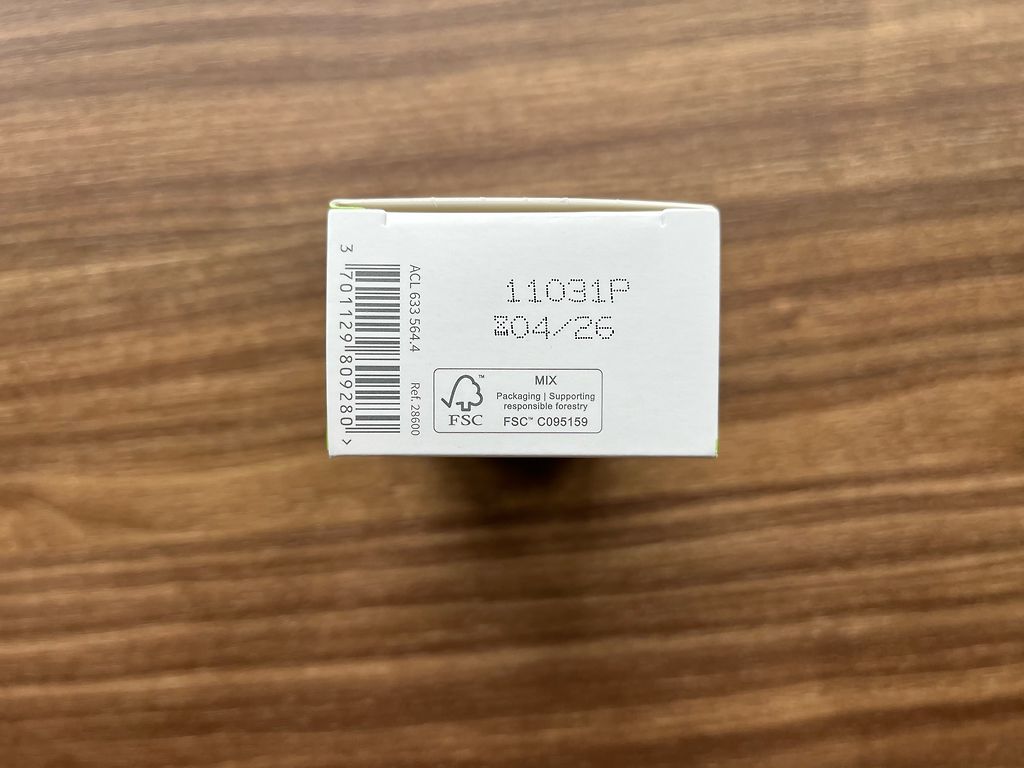 3 701129 809280 >
ACL 633 564.4
Ref. 28600
11031P
04/26
FSC™
MIX
Packaging | Supporting
responsible forestry
FSC™ C095159